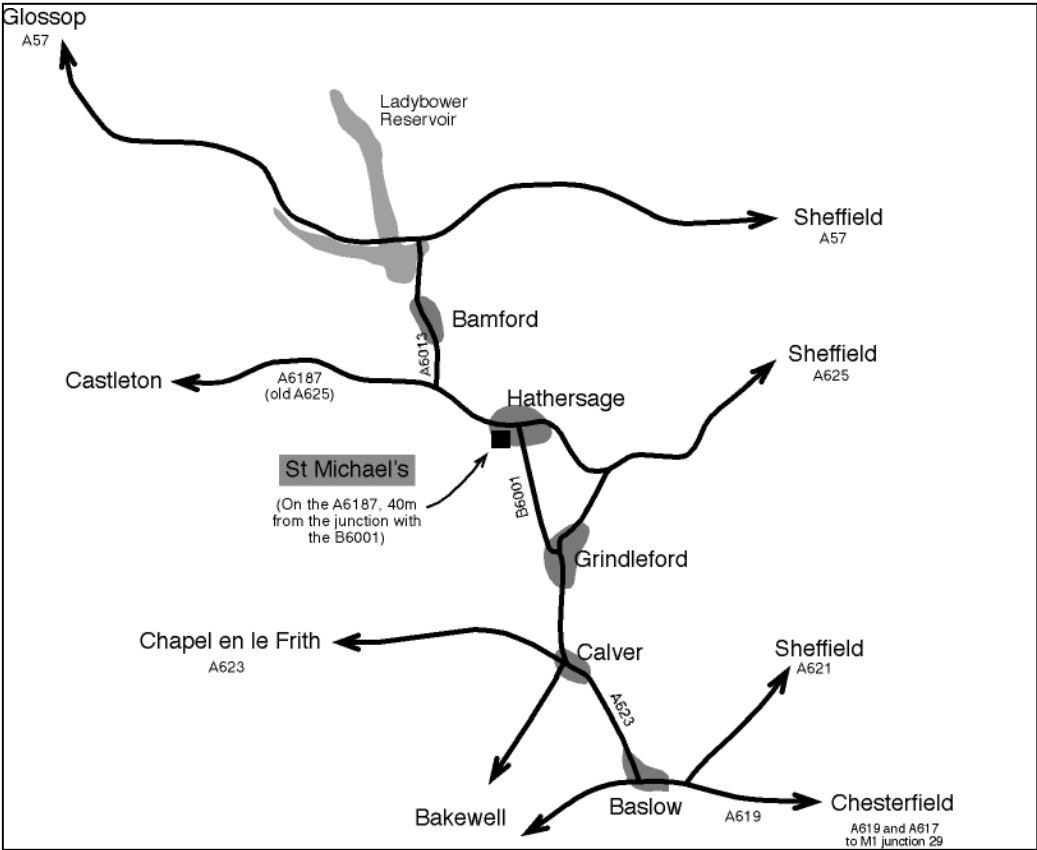 Glossop
A57
Ladybower
Reservoir
Sheffield
A57
Bamford
A6013
Sheffield
A625
Castleton
A6187
(old A625)
Hathersage
St Michael's
(On the A6187, 40m
from the junction with
the B6001)
B6001
Grindleford
Chapel en le Frith
A623
Calver
Sheffield
A621
A623
Bakewell
Baslow
A619
Chesterfield
A619 and A617
to M1 junction 29